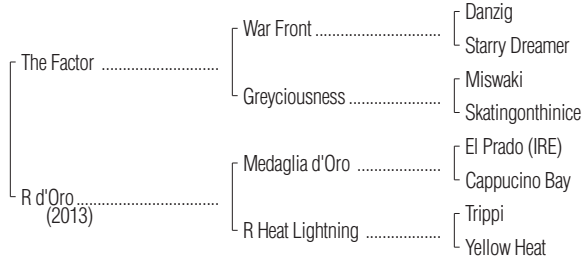 Danzig
War Front ....................
Starry Dreamer
The Factor ............................
Miswaki
Greyciousness .....................
Skatingonthinice
El Prado (IRE)
Medaglia d'Oro ...................
Cappucino Bay
R d'Oro .................................
(2013)
Trippi
R Heat Lightning .................
Yellow Heat